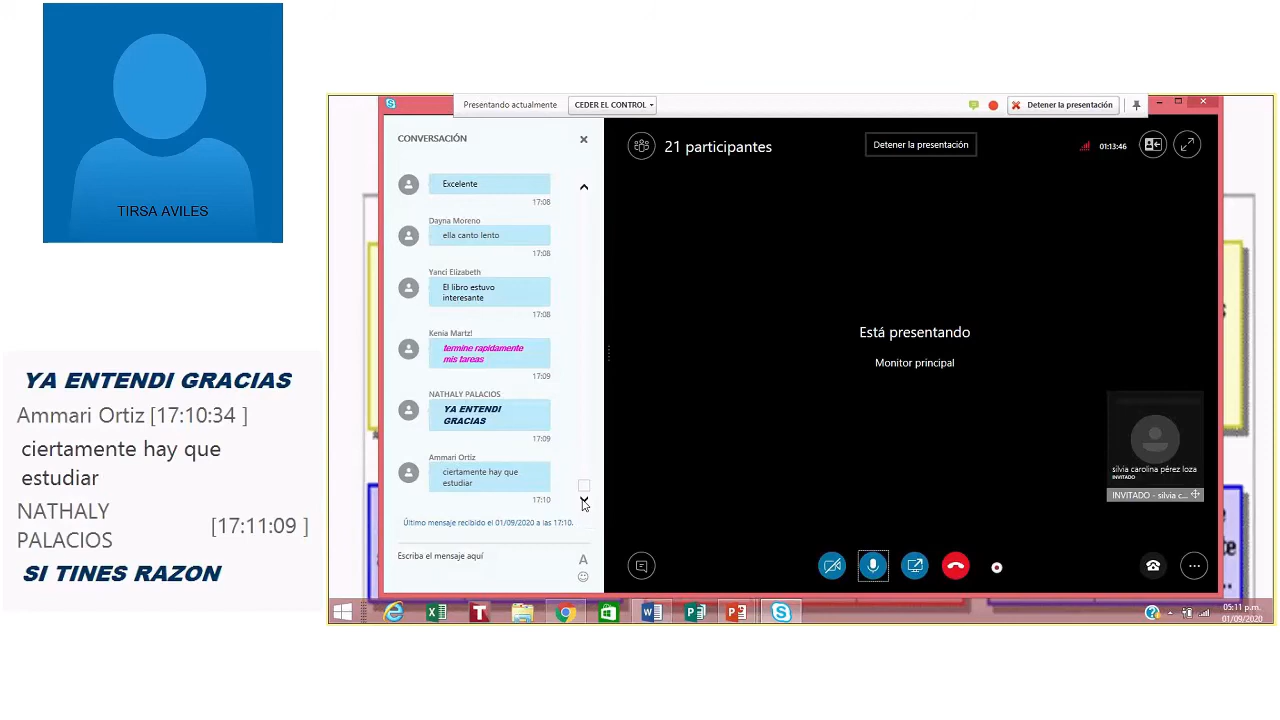 TIRSA AVILES
YA ENTENDI GRACIAS
Ammari Ortiz [17:10:34 ]
ciertamente hay que
estudiar
NATHALY
PALACIOS
[17:11:09 ]
SI TINES RAZON
Presentando actualmente
CEDER EL CONTROL
Detener la presentación
CONVERSACIÓN
Excelente
17:08
Dayna Moreno
ella canto lento
17:08
Yanci Elizabeth
El libro estuvo
interesante
17:08
Kenia Martz!
termine rapidamente
mis tareas
17:09
NATHALY PALACIOS
YA ENTENDI
GRACIAS
17:09
Ammari Ortiz
ciertamente hay que
estudiar
17:10
Último mensaje recibido el 01/09/2020 a las 17:10.
Escriba el mensaje aquí
21 participantes
Detener la presentación
01:13:46
Está presentando
Monitor principal
silvia carolina pérez loza
INVITADO
INVITADO - silvia c...
05:11 p.m.
01/09/2020